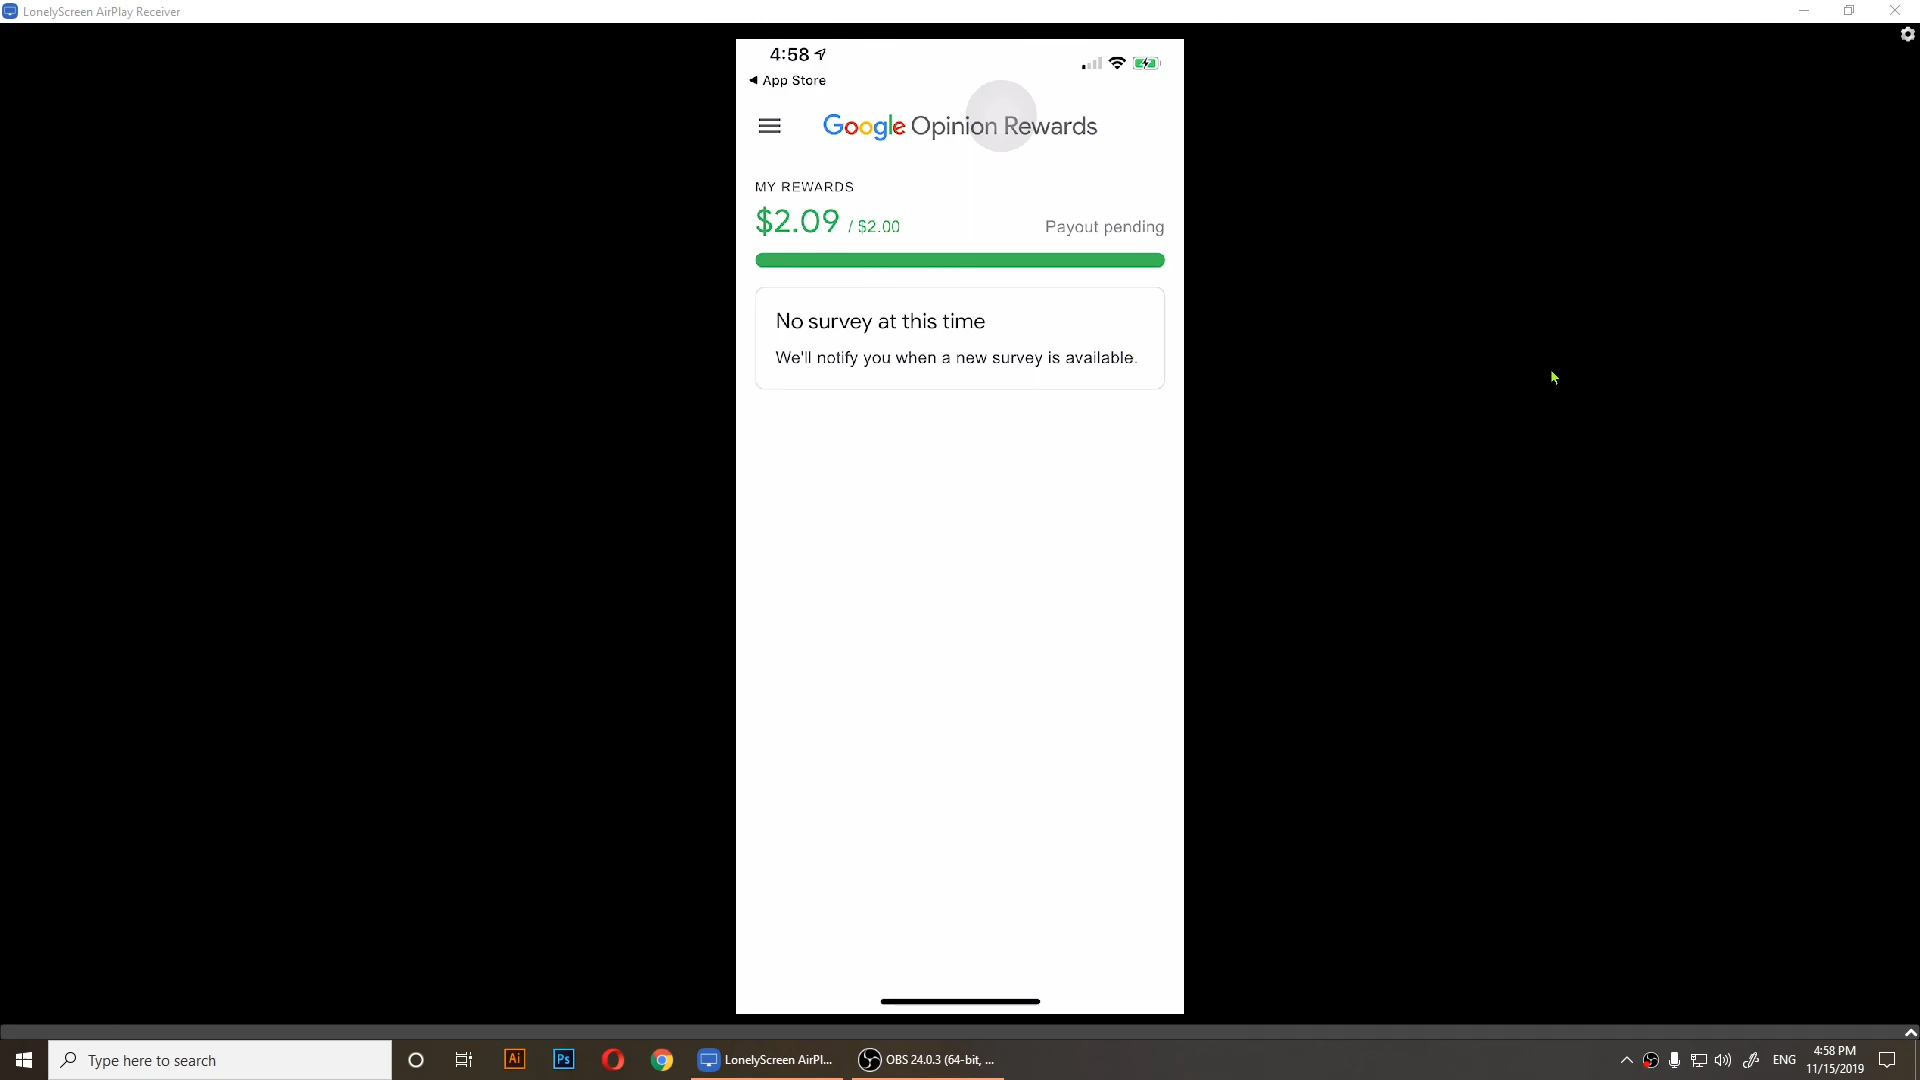 LonelyScreen AirPlay Receiver
4:58
App Store
Google Opinion Rewards
MY REWARDS
$2.09 / $2.00
Payout pending
No survey at this time
We'll notify you when a new survey is available.
Type here to search
Ai
Ps
LonelyScreen AirPl...
OBS 24.0.3 (64-bit, ...
ENG
4:58 PM
11/15/2019